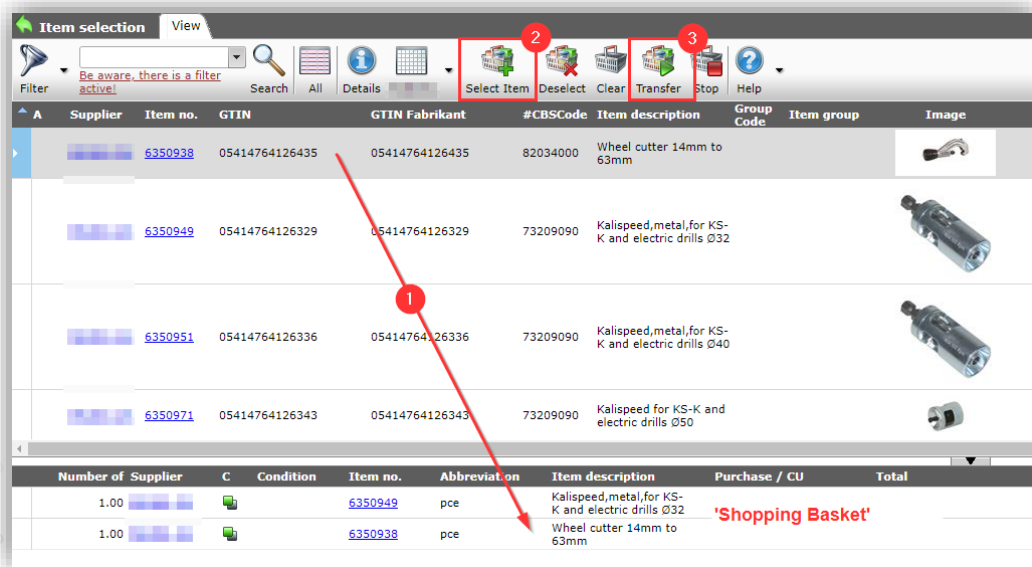 Item selection View
2 3
Be aware, there is a filter
active!
Filter Search All Details Select Item Deselect Clear Transfer Stop Help
A Supplier Item no. GTIN GTIN Fabrikant #CBSCode Item description Group Code Item group Image
6350938 05414764126435 05414764126435 82034000 Wheel cutter 14mm to
63mm
6350949 05414764126329 05414764126329 73209090 Kalispeed,metal,for KS-
K and electric drills Ø32
1
6350951 05414764126336 05414764126336 73209090 Kalispeed,metal,for KS-
K and electric drills Ø40
6350971 05414764126343 05414764126343 73209090 Kalispeed for KS-K and
electric drills Ø50
Number of Supplier C Condition Item no. Abbreviation Item description Purchase / CU Total
1.00 6350949 pce Kalispeed,metal,for KS-
K and electric drills Ø32
'Shopping Basket'
1.00 6350938 pce Wheel cutter 14mm to
63mm